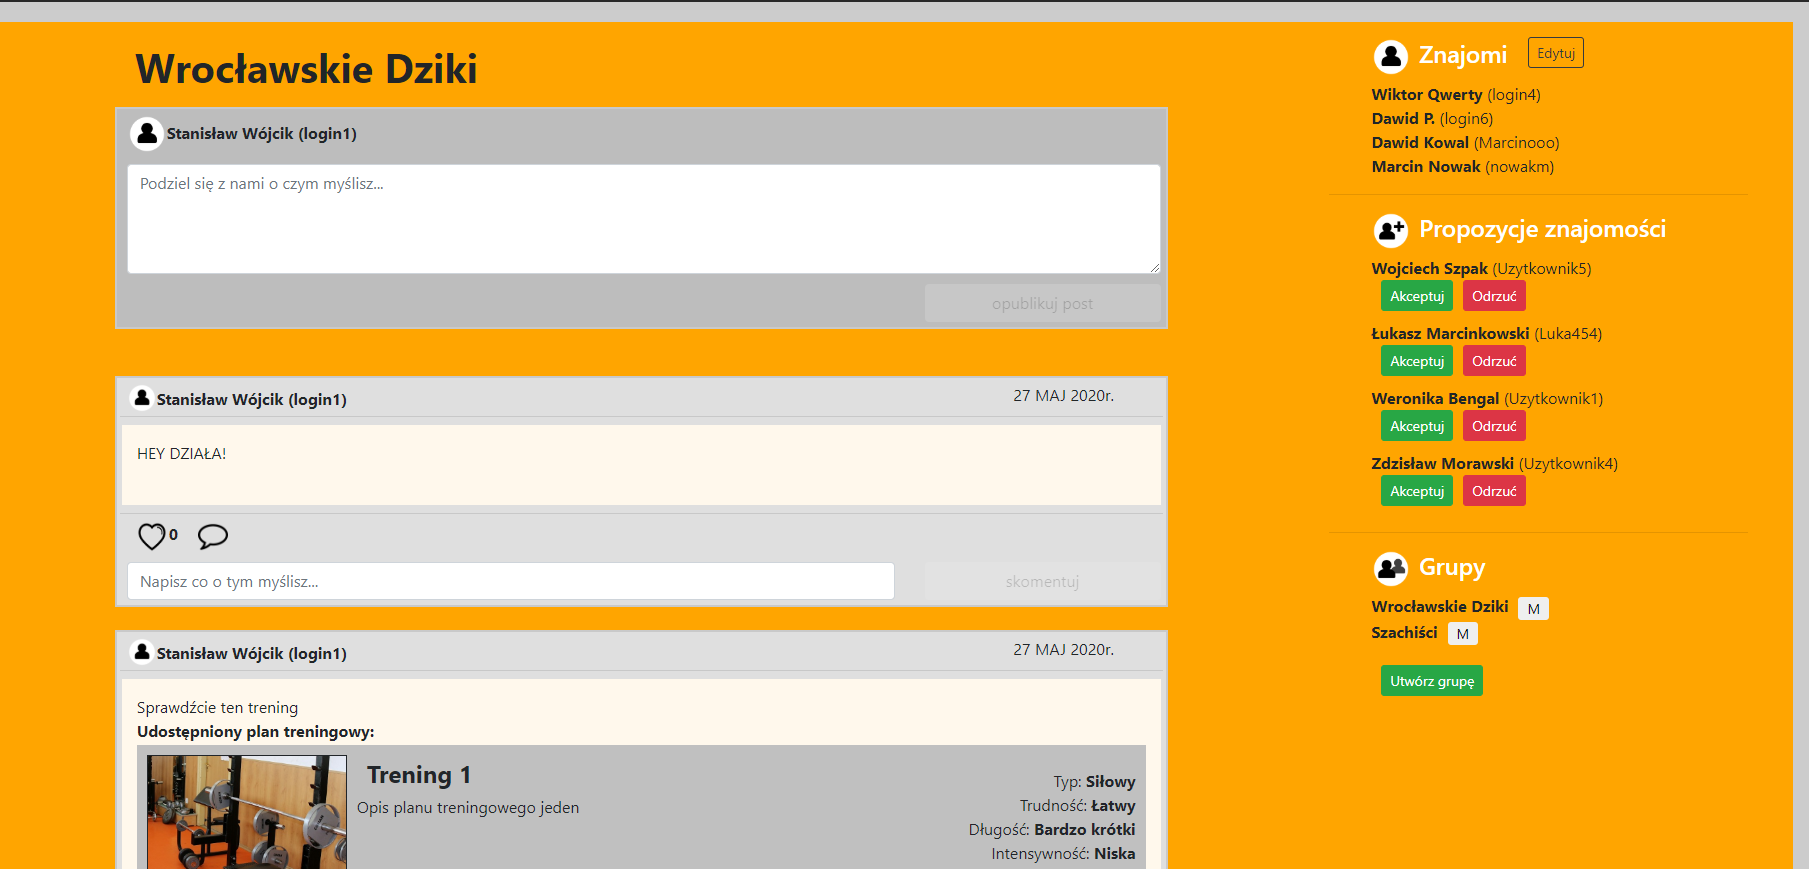 Wrocławskie Dziki
Stanisław Wójcik (login1)
Podziel się z nami o czym myślisz...
opublikuj post
Stanisław Wójcik (login1)
27 MAJ 2020r.
HEY DZIAŁA!
0
Napisz co o tym myślisz...
skomentuj
Stanisław Wójcik (login1)
27 MAJ 2020r.
Sprawdźcie ten trening
Udostępniony plan treningowy:
Trening 1
Opis planu treningowego jeden
Typ: Siłowy
Trudność: Łatwy
Długość: Bardzo krótki
Intensywność: Niska
Znajomi
Edytuj
Wiktor Qwerty (login4)
Dawid P. (login6)
Dawid Kowal (Marcinooo)
Marcin Nowak (nowakm)
Propozycje znajomości
Wojciech Szpak (Uzytkownik5)
Akceptuj Odrzuć
Łukasz Marcinkowski (Luka454)
Akceptuj Odrzuć
Weronika Bengal (Uzytkownik1)
Akceptuj Odrzuć
Zdzisław Morawski (Uzytkownik4)
Akceptuj Odrzuć
Grupy
Wrocławskie Dziki M
Szachiści M
Utwórz grupę